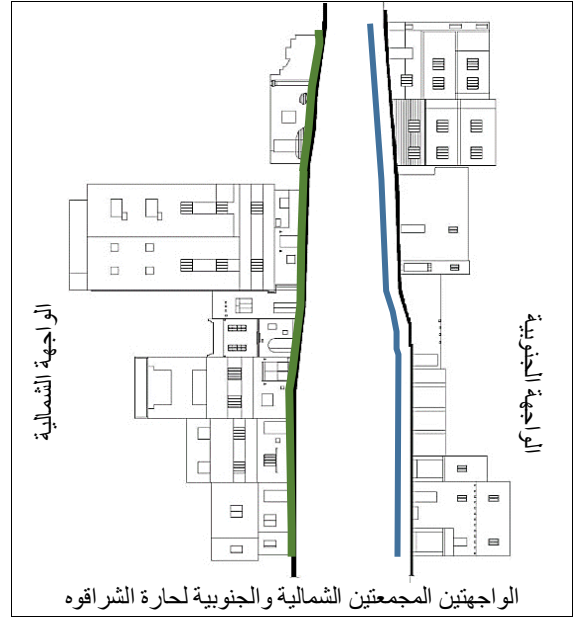 الواجهة الشمالية
الواجهة الجنوبية
الواجهتين المجمعتين الشمالية والجنوبية لحارة الشراقوه